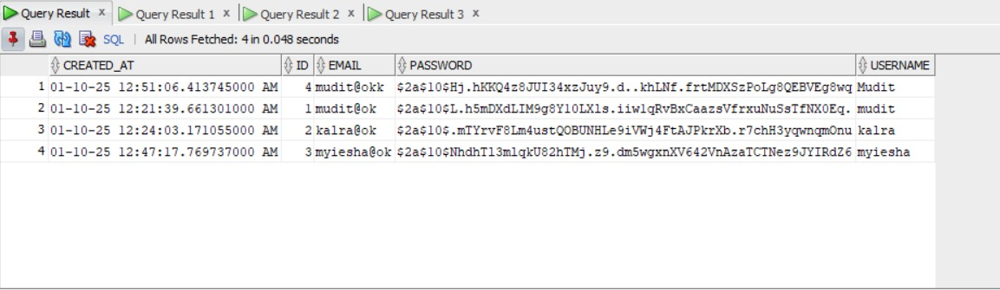 Query Result x Query Result 1 x Query Result 2 x Query Result 3 x
SQL | All Rows Fetched: 4 in 0.048 seconds
CREATED_AT ID EMAIL PASSWORD USERNAME
1 01-10-25 12:51:06.413745000 AM 4 mudit@okk $2a$10$Hj.hKKQ4z8JUI34xzJuy9.d..khLNf.frtMDXSzPoLg8QEBVEg8wq Mudit
2 01-10-25 12:21:39.661301000 AM 1 mudit@ok $2a$10$L.h5mDXdLIM9g8Y10LXls.iiwlqRvBxCaazsVfrxuNuSsTfNX0Eq. mudit
3 01-10-25 12:24:03.171055000 AM 2 kalra@ok $2a$10$.mTYrvF8Lm4ustQOBUNHLe9iVWj4FtAJPkrXb.r7chH3yqwnqmOnu kalra
4 01-10-25 12:47:17.769737000 AM 3 myiesha@ok $2a$10$NhdhTl3mlqkU82hTMj.z9.dm5wgxnXV642VnAzaTCTNez9JYIRdZ6 myiesha